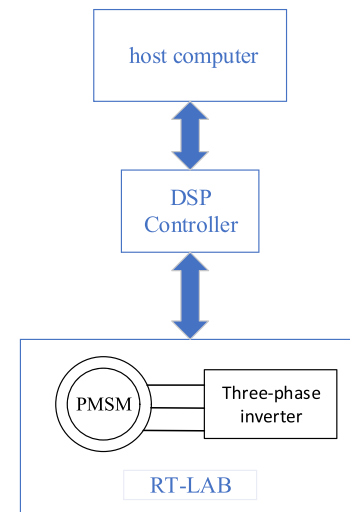 host computer
DSP
Controller
PMSM
Three-phase
inverter
RT-LAB